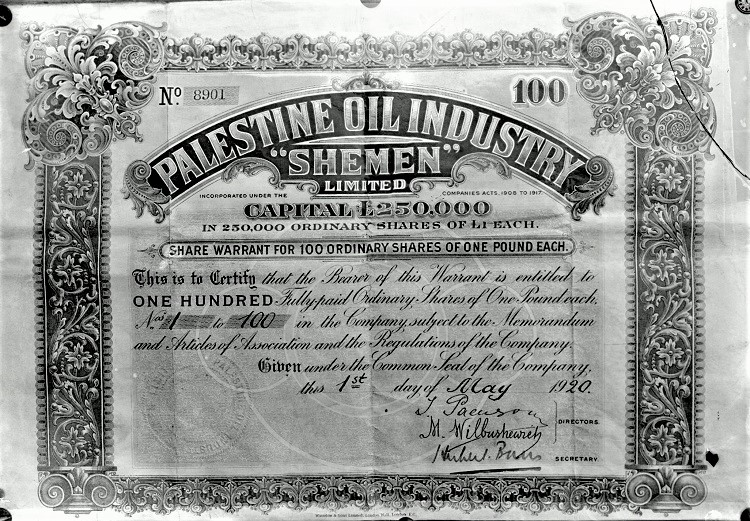 No. 8901
100
PALESTINE OIL INDUSTRY
"SHEMEN"
LIMITED
INCORPORATED UNDER THE COMPANIES ACTS, 1908 TO 1917.
CAPITAL £250,000
IN 250,000 ORDINARY SHARES OF £1 EACH.
SHARE WARRANT FOR 100 ORDINARY SHARES OF ONE POUND EACH.
This is to Certify that the Bearer of this Warrant is entitled to
ONE HUNDRED Fully paid Ordinary Shares of One Pound each,
Nos. 1 to 100 in the Company, subject to the Memorandum
and Articles of Association and the Regulations of the Company.
Given under the Common Seal of the Company,
this 1st day of May 1920.
DIRECTORS.
M. Wilbushewitch
SECRETARY.